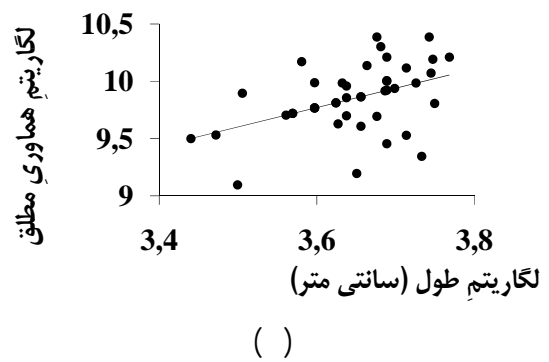 لگاریتمِ هماوریِ مطلق
10,5
10
9,5
9
3,4 3,6 3,8
لگاریتمِ طول (سانتی متر)
( )